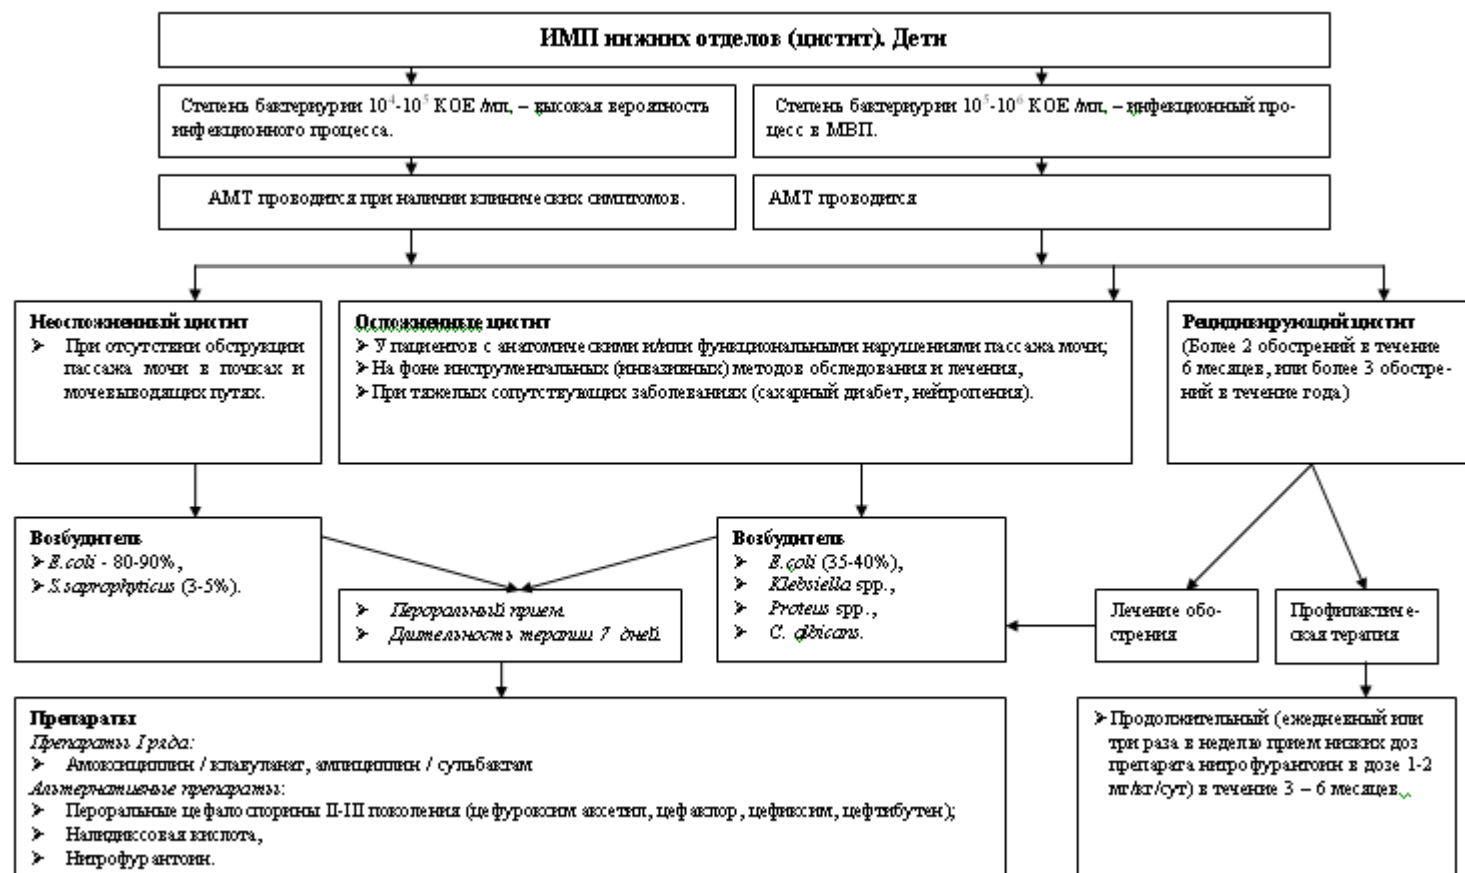 ИМП нижних отделов (цистит). Дети
Степень бактериурии 10⁴-10⁵ КОЕ /мл, – высокая вероятность
инфекционного процесса.
Степень бактериурии 10⁵-10⁶ КОЕ /мл, – инфекционный про-
цесс в МВП.
АМТ проводится при наличии клинических симптомов.
АМТ проводится
Неосложненный цистит
➢ При отсутствии обструкции
пассажа мочи в почках и
мочевыводящих путях.
Осложненные цистит
➢ У пациентов с анатомическими и/или функциональными нарушениями пассажа мочи;
➢ На фоне инструментальных (инвазивных) методов обследования и лечения,
➢ При тяжелых сопутствующих заболеваниях (сахарный диабет, нейтропения).
Рецидивирующий цистит
(Более 2 обострений в течение
6 месяцев, или более 3 обостре-
ний в течение года)
Возбудитель
➢ E.coli - 80-90%,
➢ S.saprophyticus (3-5%).
➢ Пероральный прием.
➢ Длительность терапии 7 дней.
Возбудитель
➢ E.coli (35-40%),
➢ Klebsiella spp.,
➢ Proteus spp.,
➢ C. albicans.
Лечение обо-
стрения
Профилактиче-
ская терапия
Препараты
Препараты I ряда:
➢ Амоксициллин / клавуланат, ампициллин / сульбактам
Альтернативные препараты:
➢ Пероральные цефалоспорины II-III поколения (цефуроксим аксетил, цефаклор, цефиксим, цефтибутен);
➢ Налидиксовая кислота,
➢ Нитрофурантоин.
➢ Продолжительный (ежедневный или
три раза в неделю прием низких доз
препарата нитрофурантоин в дозе 1-2
мг/кг/сут) в течение 3 – 6 месяцев.